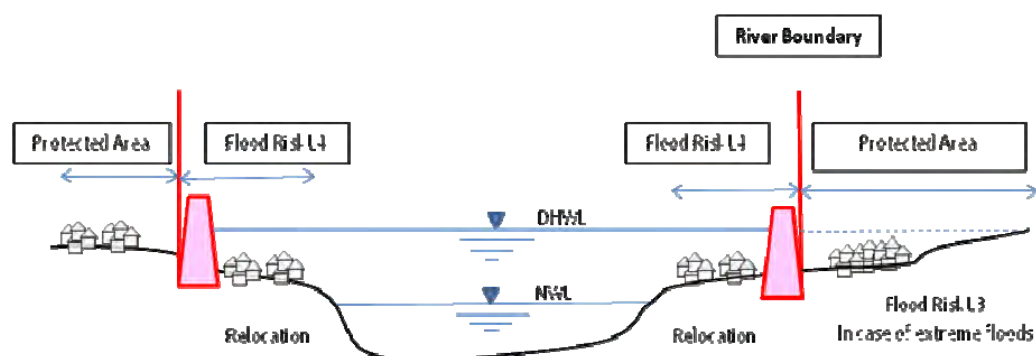 River Boundary
Protected Area
Flood Risk L4
Flood Risk L4
Protected Area
DHWL
NWL
Relocation
Relocation
Flood Risk L3
In case of extreme floods